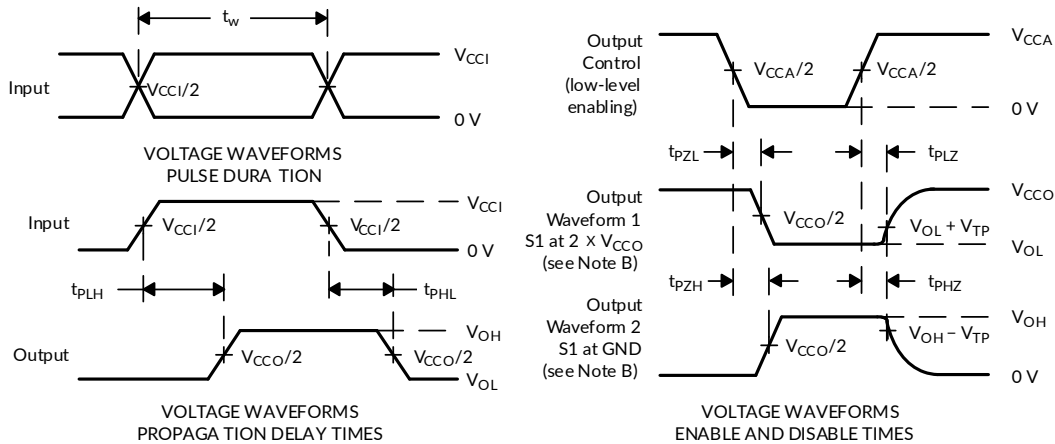 t_w
V_CCI
Input
V_CCI/2
0 V
VOLTAGE WAVEFORMS
PULSE DURA TION
V_CCI
Input
V_CCI/2
V_CCI/2
0 V
t_PLH
t_PHL
V_OH
Output
V_CCO/2
V_CCO/2
V_OL
VOLTAGE WAVEFORMS
PROPAGA TION DELAY TIMES
Output
Control
(low-level
enabling)
V_CCA
V_CCA/2
V_CCA/2
0 V
t_PZL
t_PLZ
Output
Waveform 1
S1 at 2 × V_CCO
(see Note B)
V_CCO
V_CCO/2
V_OL + V_TP
V_OL
t_PZH
t_PHZ
Output
Waveform 2
S1 at GND
(see Note B)
V_OH
V_OH − V_TP
V_CCO/2
0 V
VOLTAGE WAVEFORMS
ENABLE AND DISABLE TIMES